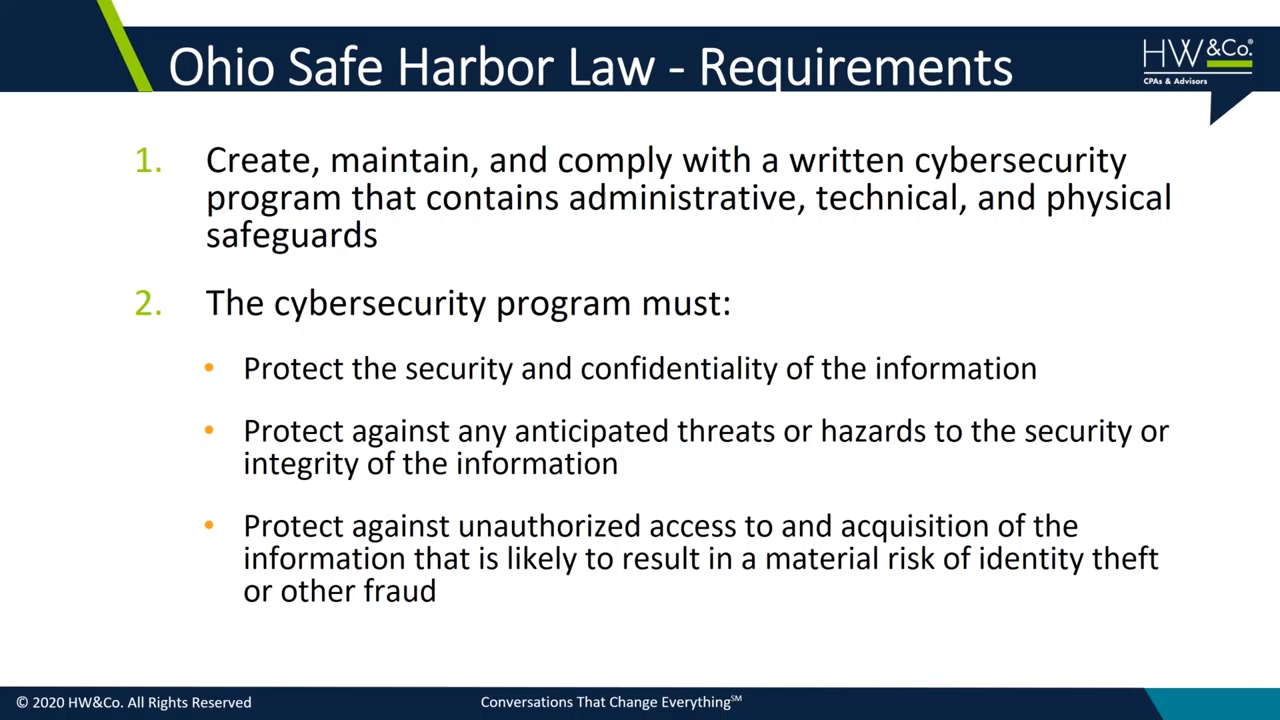 Ohio Safe Harbor Law - Requirements
HW&Co.®
CPAs & Advisors
1. Create, maintain, and comply with a written cybersecurity
program that contains administrative, technical, and physical
safeguards
2. The cybersecurity program must:
• Protect the security and confidentiality of the information
• Protect against any anticipated threats or hazards to the security or
integrity of the information
• Protect against unauthorized access to and acquisition of the
information that is likely to result in a material risk of identity theft
or other fraud
© 2020 HW&Co. All Rights Reserved
Conversations That Change Everything℠